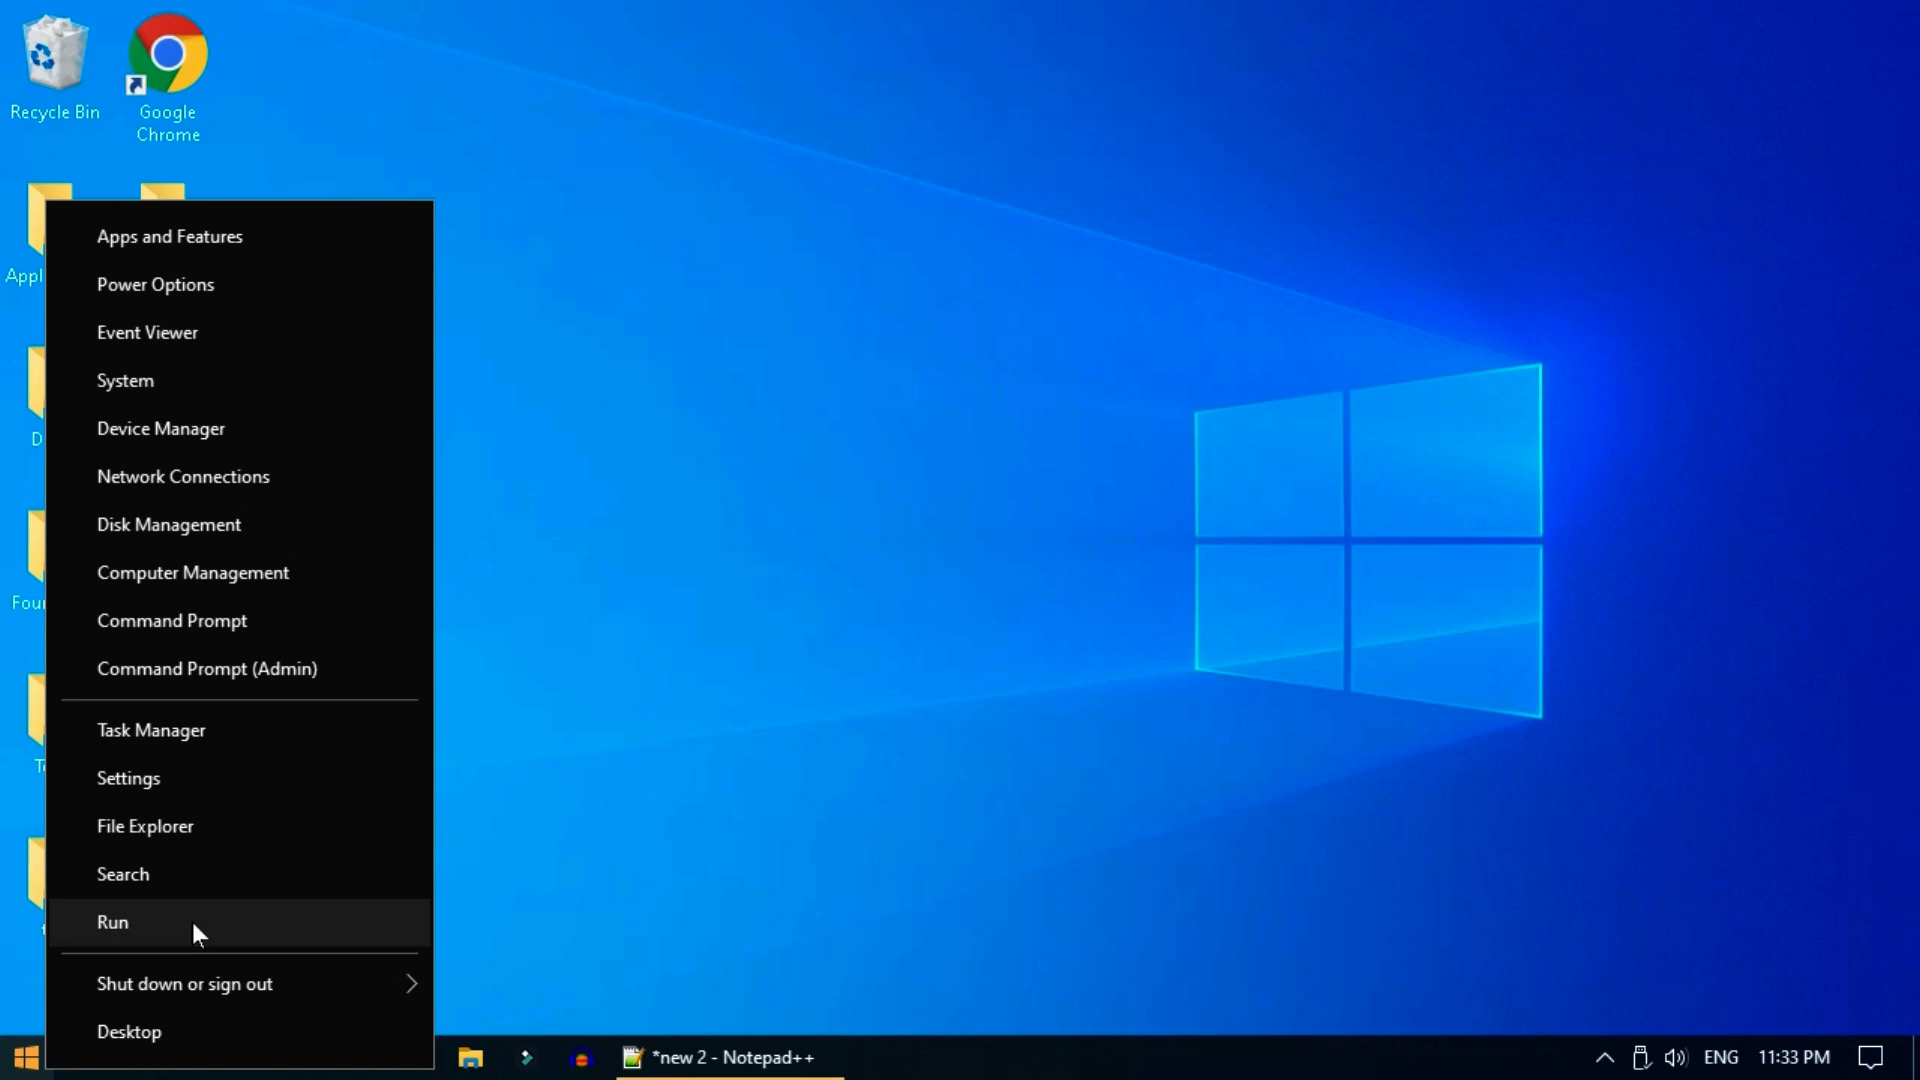 Recycle Bin
Google
Chrome
Apps and Features
Power Options
Event Viewer
System
Device Manager
Network Connections
Disk Management
Computer Management
Command Prompt
Command Prompt (Admin)
Task Manager
Settings
File Explorer
Search
Run
Shut down or sign out
Desktop
Appl
D
Four
*new 2 - Notepad++
ENG
11:33 PM